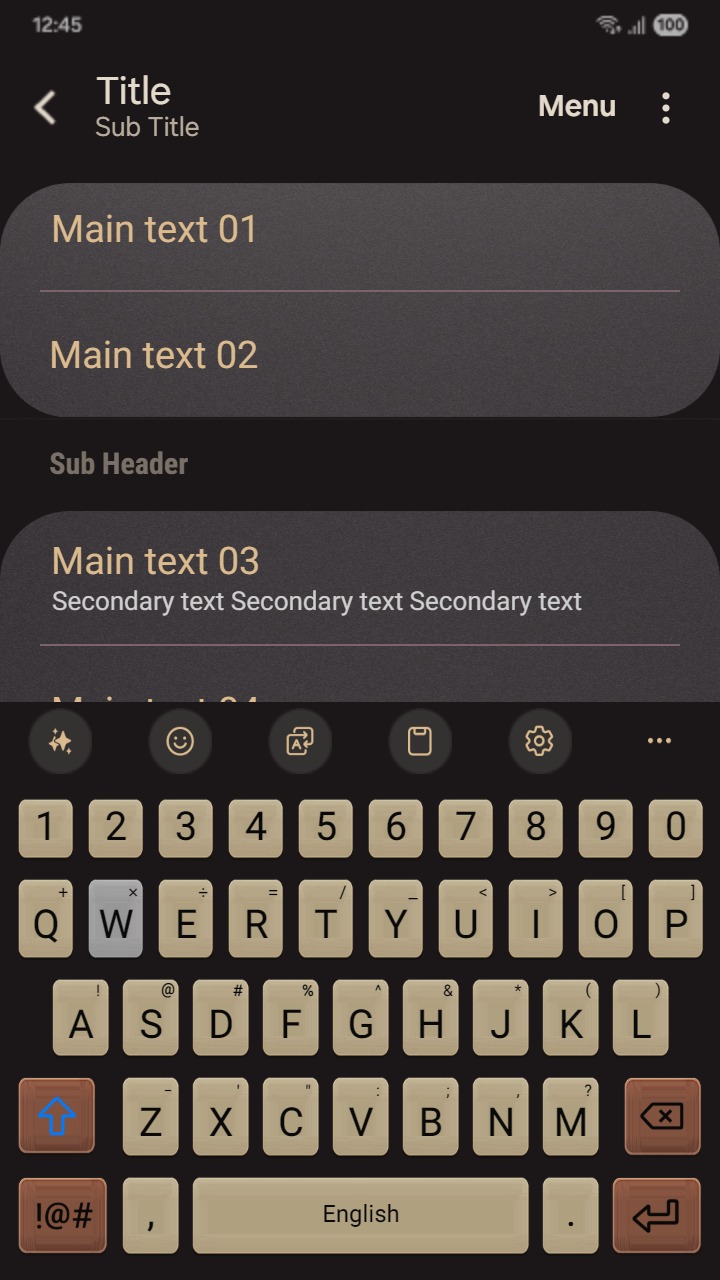 12:45
100
Title
Sub Title
Menu
Main text 01
Main text 02
Sub Header
Main text 03
Secondary text Secondary text Secondary text
1 2 3 4 5 6 7 8 9 0
+ × ÷ = / _ < > [ ]
Q W E R T Y U I O P
! @ # % ^ & * ( )
A S D F G H J K L
- ' " : ; , ?
Z X C V B N M
!@# , English .